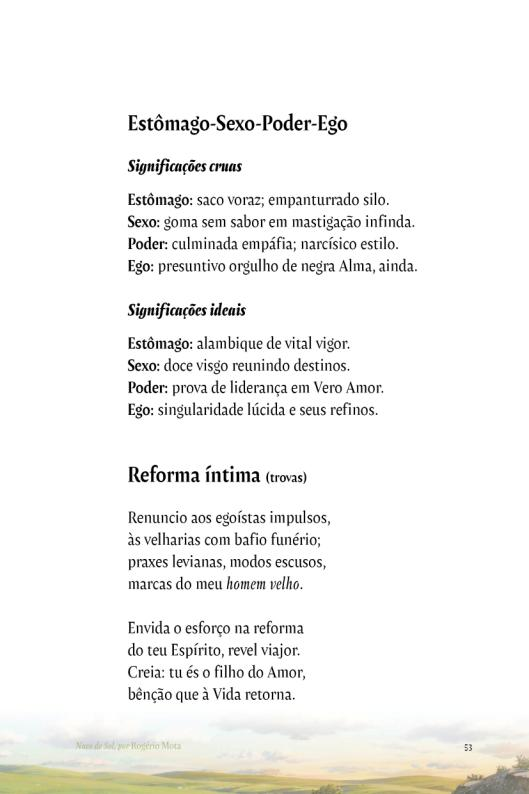 Estômago-Sexo-Poder-Ego
Significações cruas
Estômago: saco voraz; empanturrado silo.
Sexo: goma sem sabor em mastigação infinda.
Poder: culminada empáfia; narcísico estilo.
Ego: presuntivo orgulho de negra Alma, ainda.
Significações ideais
Estômago: alambique de vital vigor.
Sexo: doce visgo reunindo destinos.
Poder: prova de liderança em Vero Amor.
Ego: singularidade lúcida e seus refinos.
Reforma íntima (trovas)
Renuncio aos egoístas impulsos,
às velharias com bafio funério;
praxes levianas, modos escusos,
marcas do meu homem velho.
Envida o esforço na reforma
do teu Espírito, revel viajor.
Creia: tu és o filho do Amor,
bênção que à Vida retorna.
de Sol, por Rogério Mota
53